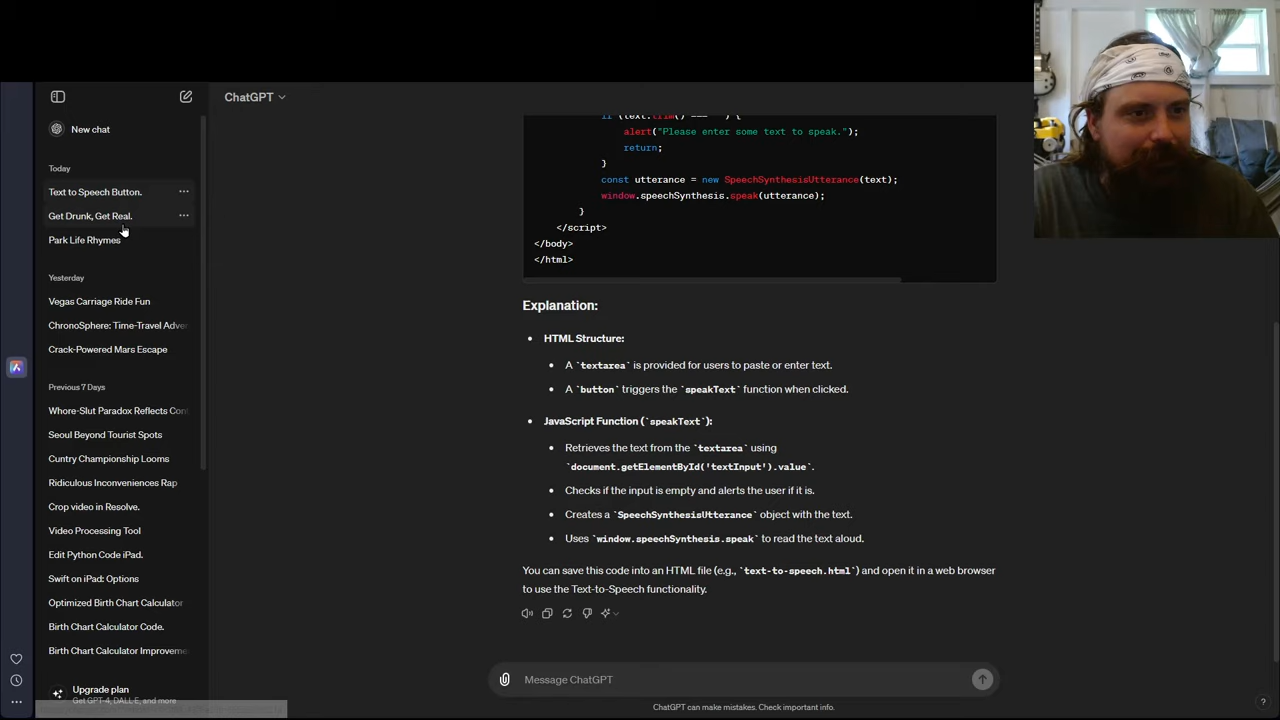 ChatGPT
New chat
Today
Text to Speech Button.
Get Drunk, Get Real.
Park Life Rhymes
Yesterday
Vegas Carriage Ride Fun
ChronoSphere: Time-Travel Adve
Crack-Powered Mars Escape
Previous 7 Days
Whore-Slut Paradox Reflects Con
Seoul Beyond Tourist Spots
Cuntry Championship Looms
Ridiculous Inconveniences Rap
Crop video in Resolve.
Video Processing Tool
Edit Python Code iPad.
Swift on iPad: Options
Optimized Birth Chart Calculator
Birth Chart Calculator Code.
Birth Chart Calculator Improveme
Upgrade plan
Get GPT-4, DALL·E, and more
alert("Please enter some text to speak.");
return;
}
const utterance = new SpeechSynthesisUtterance(text);
window.speechSynthesis.speak(utterance);
}
</script>
</body>
</html>
Explanation:
• HTML Structure:
• A `textarea` is provided for users to paste or enter text.
• A `button` triggers the `speakText` function when clicked.
• JavaScript Function (`speakText`):
• Retrieves the text from the `textarea` using
`document.getElementById('textInput').value`.
• Checks if the input is empty and alerts the user if it is.
• Creates a `SpeechSynthesisUtterance` object with the text.
• Uses `window.speechSynthesis.speak` to read the text aloud.
You can save this code into an HTML file (e.g., `text-to-speech.html`) and open it in a web browser
to use the Text-to-Speech functionality.
Message ChatGPT
ChatGPT can make mistakes. Check important info.
?